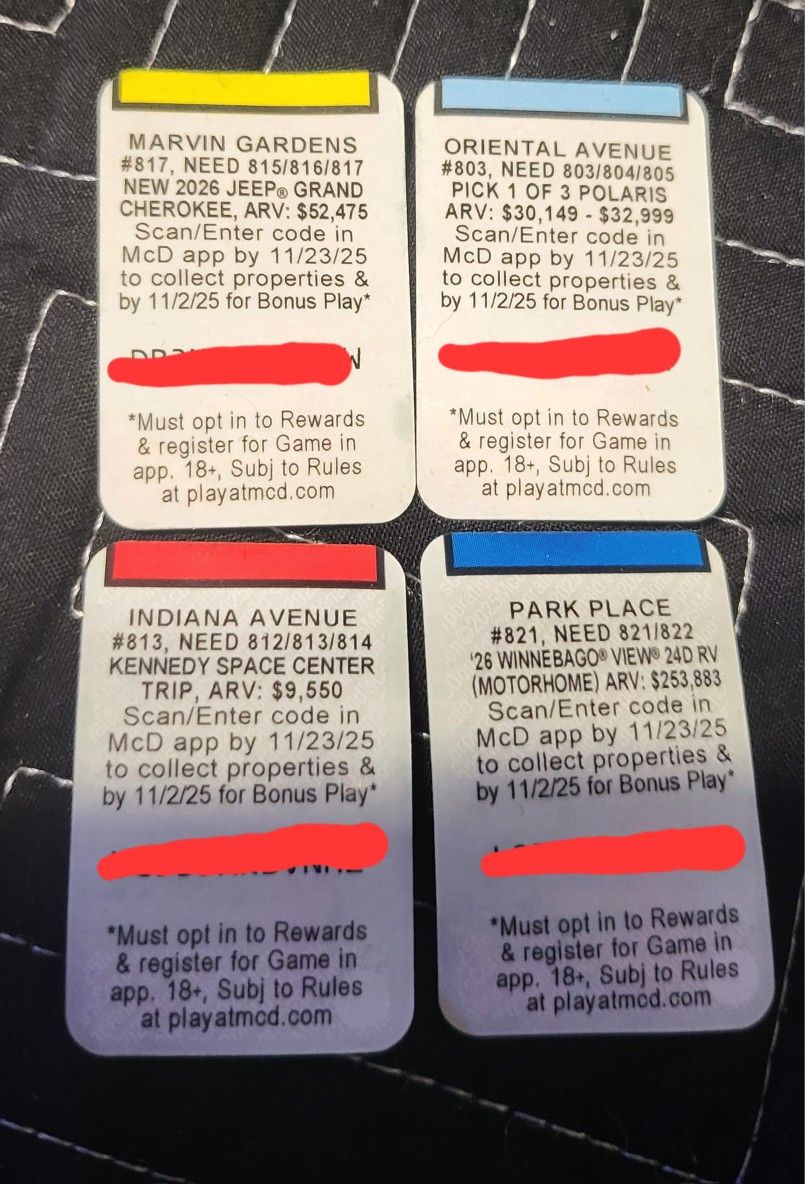 MARVIN GARDENS
#817, NEED 815/816/817
NEW 2026 JEEP® GRAND
CHEROKEE, ARV: $52,475
Scan/Enter code in
McD app by 11/23/25
to collect properties &
by 11/2/25 for Bonus Play*
*Must opt in to Rewards
& register for Game in
app. 18+, Subj to Rules
at playatmcd.com
ORIENTAL AVENUE
#803, NEED 803/804/805
PICK 1 OF 3 POLARIS
ARV: $30,149 - $32,999
Scan/Enter code in
McD app by 11/23/25
to collect properties &
by 11/2/25 for Bonus Play*
*Must opt in to Rewards
& register for Game in
app. 18+, Subj to Rules
at playatmcd.com
INDIANA AVENUE
#813, NEED 812/813/814
KENNEDY SPACE CENTER
TRIP, ARV: $9,550
Scan/Enter code in
McD app by 11/23/25
to collect properties &
by 11/2/25 for Bonus Play*
*Must opt in to Rewards
& register for Game in
app. 18+, Subj to Rules
at playatmcd.com
PARK PLACE
#821, NEED 821/822
'26 WINNEBAGO® VIEW® 24D RV
(MOTORHOME) ARV: $253,883
Scan/Enter code in
McD app by 11/23/25
to collect properties &
by 11/2/25 for Bonus Play*
*Must opt in to Rewards
& register for Game in
app. 18+, Subj to Rules
at playatmcd.com